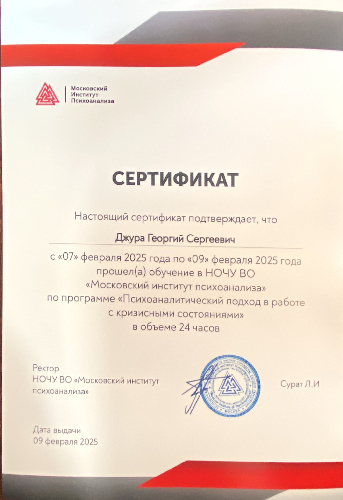 Московский
Институт
Психоанализа
СЕРТИФИКАТ
Настоящий сертификат подтверждает, что
Джура Георгий Сергеевич
с «07» февраля 2025 года по «09» февраля 2025 года
прошел(а) обучение в НОЧУ ВО
«Московский институт психоанализа»
по программе «Психоаналитический подход в работе
с кризисными состояниями»
в объеме 24 часов
Ректор
НОЧУ ВО «Московский институт
психоанализа»
Сурат Л.И
Дата выдачи
09 февраля 2025